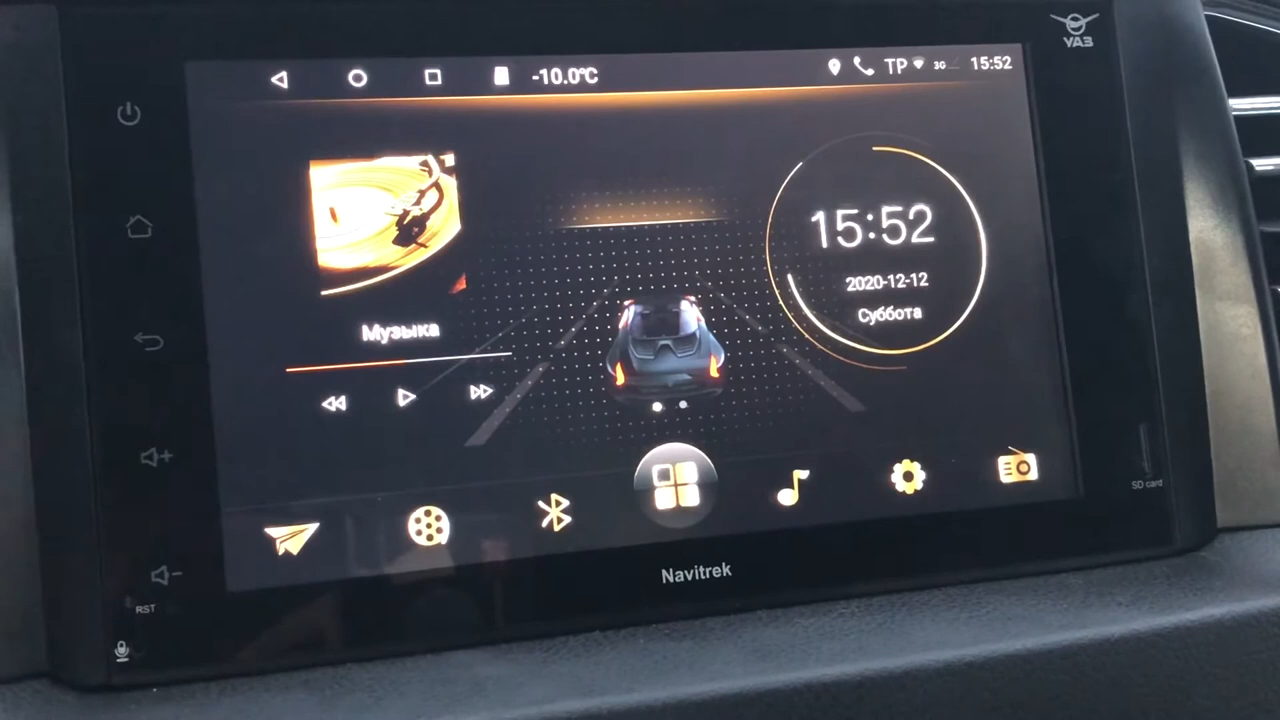 УАЗ
-10.0℃
TP
3G
15:52
15:52
2020-12-12
Суббота
Музыка
SD card
Navitrek
RST